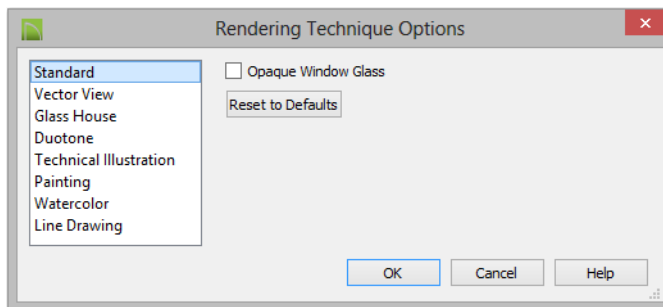 Rendering Technique Options
Standard
Vector View
Glass House
Duotone
Technical Illustration
Painting
Watercolor
Line Drawing
Opaque Window Glass
Reset to Defaults
OK
Cancel
Help